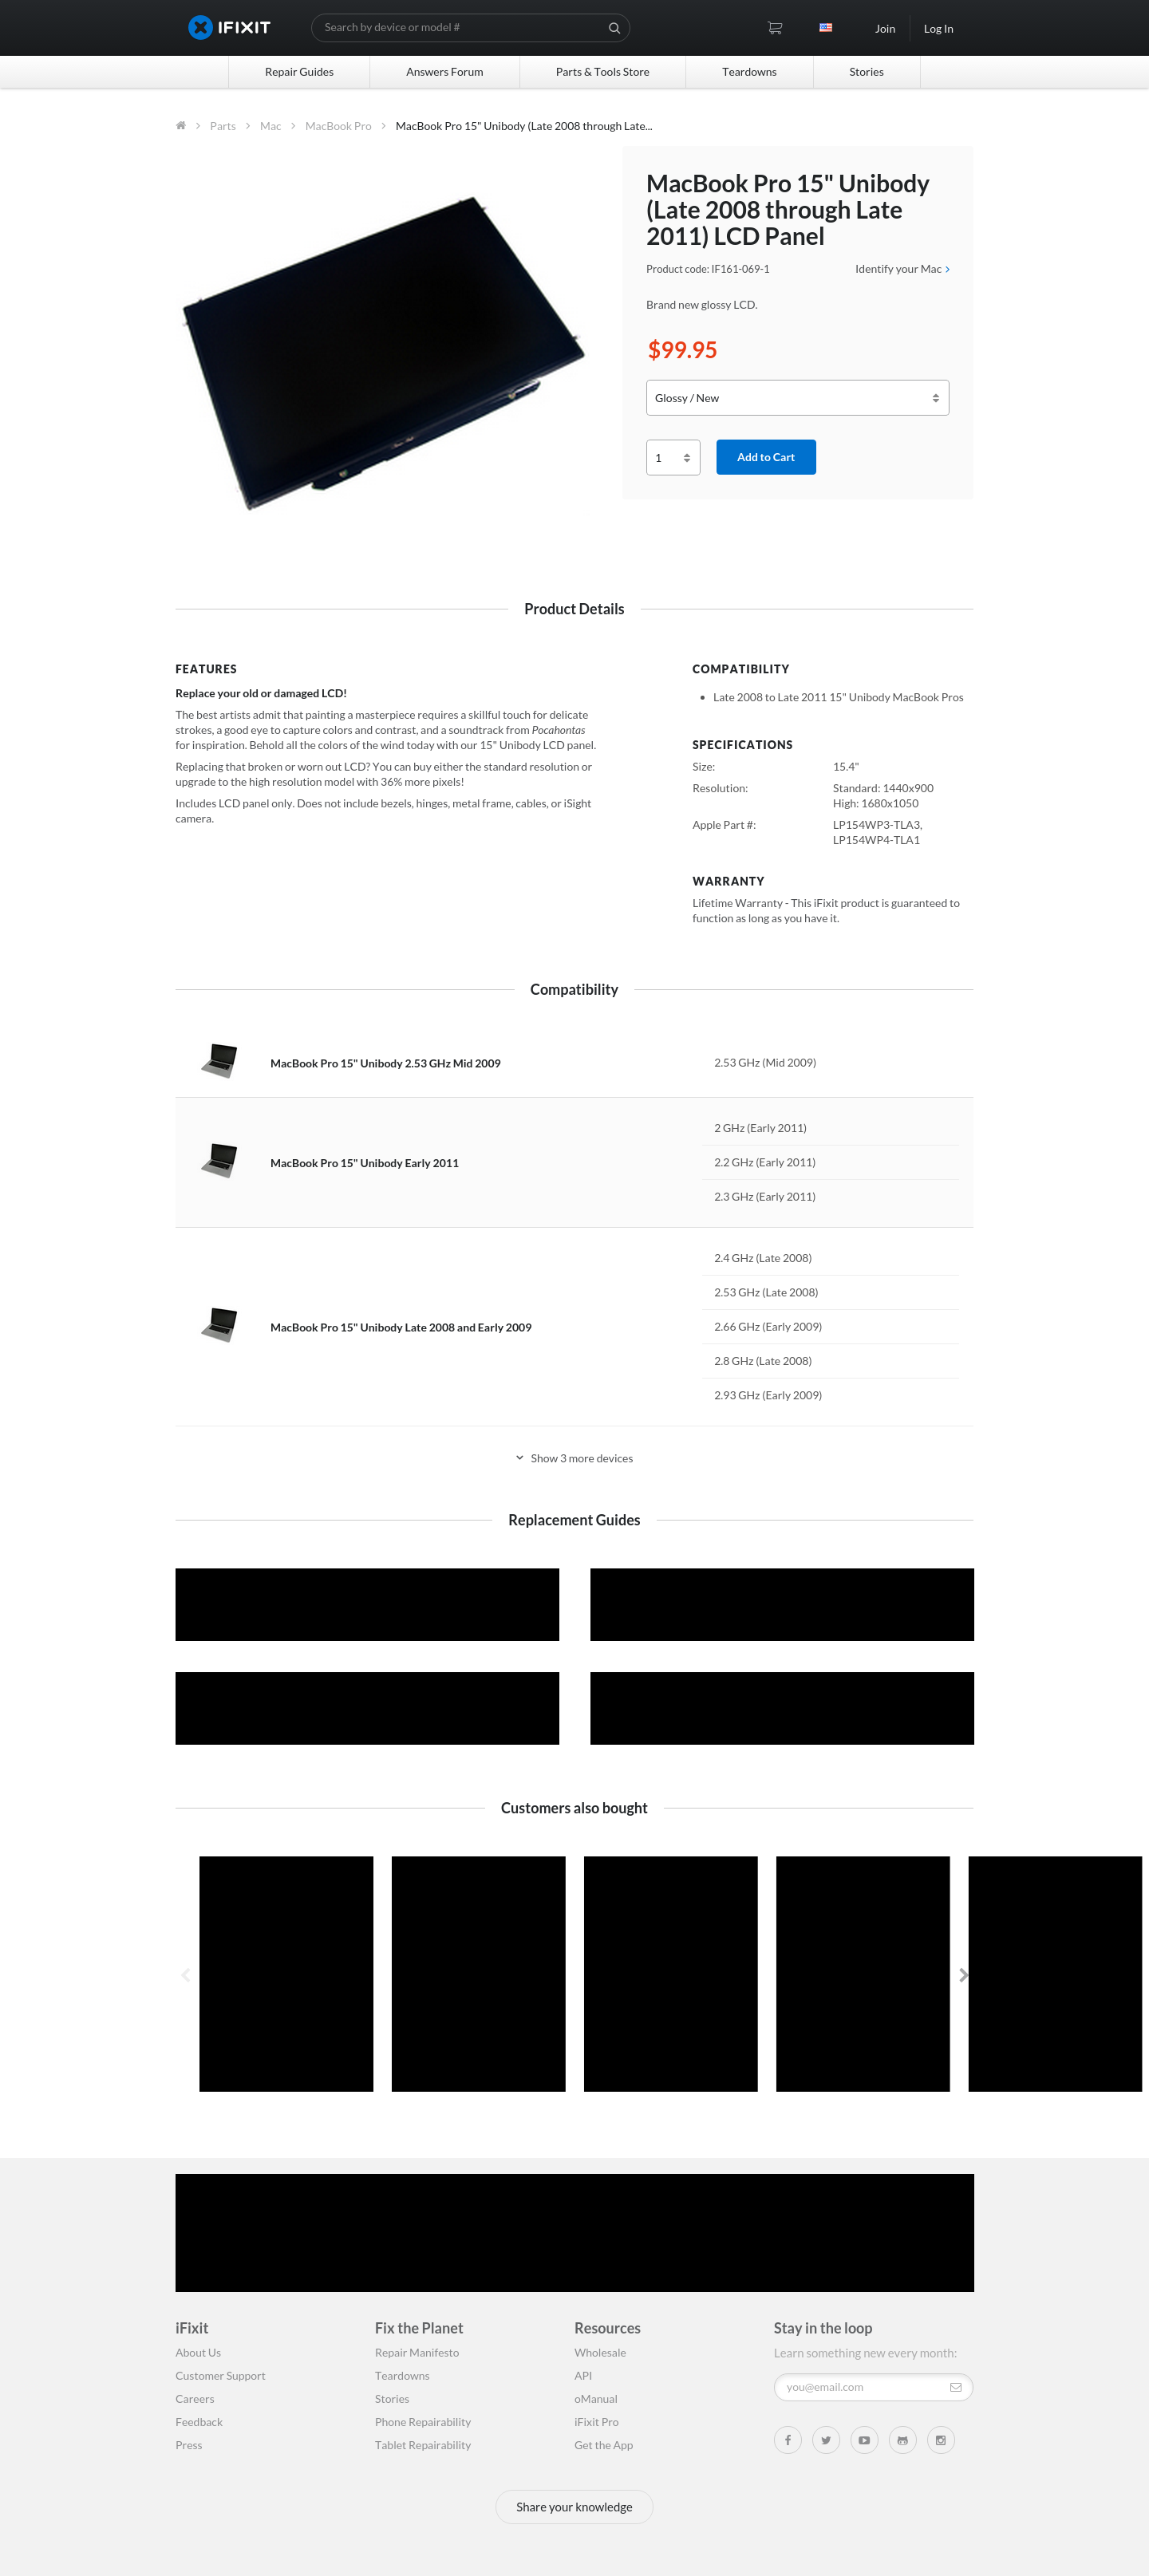 IFIXIT
Search by device or model #
Join
Log In
Repair Guides
Answers Forum
Parts & Tools Store
Teardowns
Stories
Parts
Mac
MacBook Pro
MacBook Pro 15" Unibody (Late 2008 through Late...
MacBook Pro 15" Unibody
(Late 2008 through Late
2011) LCD Panel
Product code: IF161-069-1
Identify your Mac
Brand new glossy LCD.
$99.95
Glossy / New
1
Add to Cart
Product Details
FEATURES
Replace your old or damaged LCD!
The best artists admit that painting a masterpiece requires a skillful touch for delicate
strokes, a good eye to capture colors and contrast, and a soundtrack from Pocahontas
for inspiration. Behold all the colors of the wind today with our 15" Unibody LCD panel.
Replacing that broken or worn out LCD? You can buy either the standard resolution or
upgrade to the high resolution model with 36% more pixels!
Includes LCD panel only. Does not include bezels, hinges, metal frame, cables, or iSight
camera.
COMPATIBILITY
• Late 2008 to Late 2011 15" Unibody MacBook Pros
SPECIFICATIONS
Size: 15.4"
Resolution: Standard: 1440x900
High: 1680x1050
Apple Part #: LP154WP3-TLA3,
LP154WP4-TLA1
WARRANTY
Lifetime Warranty - This iFixit product is guaranteed to
function as long as you have it.
Compatibility
MacBook Pro 15" Unibody 2.53 GHz Mid 2009
2.53 GHz (Mid 2009)
MacBook Pro 15" Unibody Early 2011
2 GHz (Early 2011)
2.2 GHz (Early 2011)
2.3 GHz (Early 2011)
MacBook Pro 15" Unibody Late 2008 and Early 2009
2.4 GHz (Late 2008)
2.53 GHz (Late 2008)
2.66 GHz (Early 2009)
2.8 GHz (Late 2008)
2.93 GHz (Early 2009)
Show 3 more devices
Replacement Guides
Customers also bought
iFixit
About Us
Customer Support
Careers
Feedback
Press
Fix the Planet
Repair Manifesto
Teardowns
Stories
Phone Repairability
Tablet Repairability
Resources
Wholesale
API
oManual
iFixit Pro
Get the App
Stay in the loop
Learn something new every month:
you@email.com
Share your knowledge